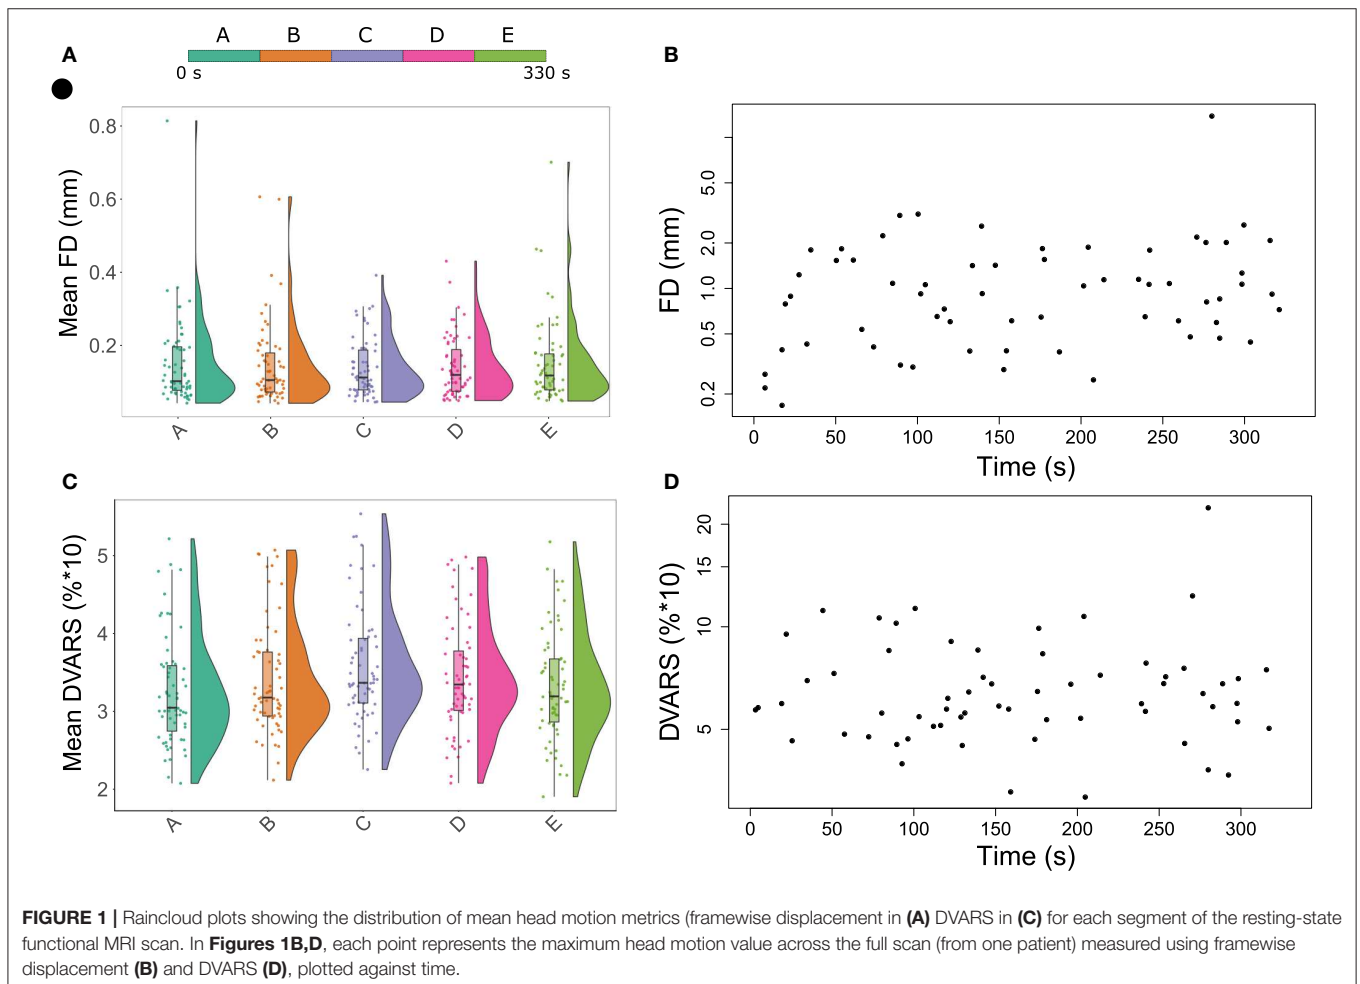 A
A B C D E
0 s 330 s
Mean FD (mm)
0.8
0.6
0.4
0.2
A B C D E
B
FD (mm)
5.0
2.0
1.0
0.5
0.2
0 50 100 150 200 250 300
Time (s)
C
Mean DVARS (%*10)
5
4
3
2
A B C D E
D
DVARS (%*10)
20
15
10
5
0 50 100 150 200 250 300
Time (s)
FIGURE 1 | Raincloud plots showing the distribution of mean head motion metrics (framewise displacement in (A) DVARS in (C) for each segment of the resting-state
functional MRI scan. In Figures 1B,D, each point represents the maximum head motion value across the full scan (from one patient) measured using framewise
displacement (B) and DVARS (D), plotted against time.